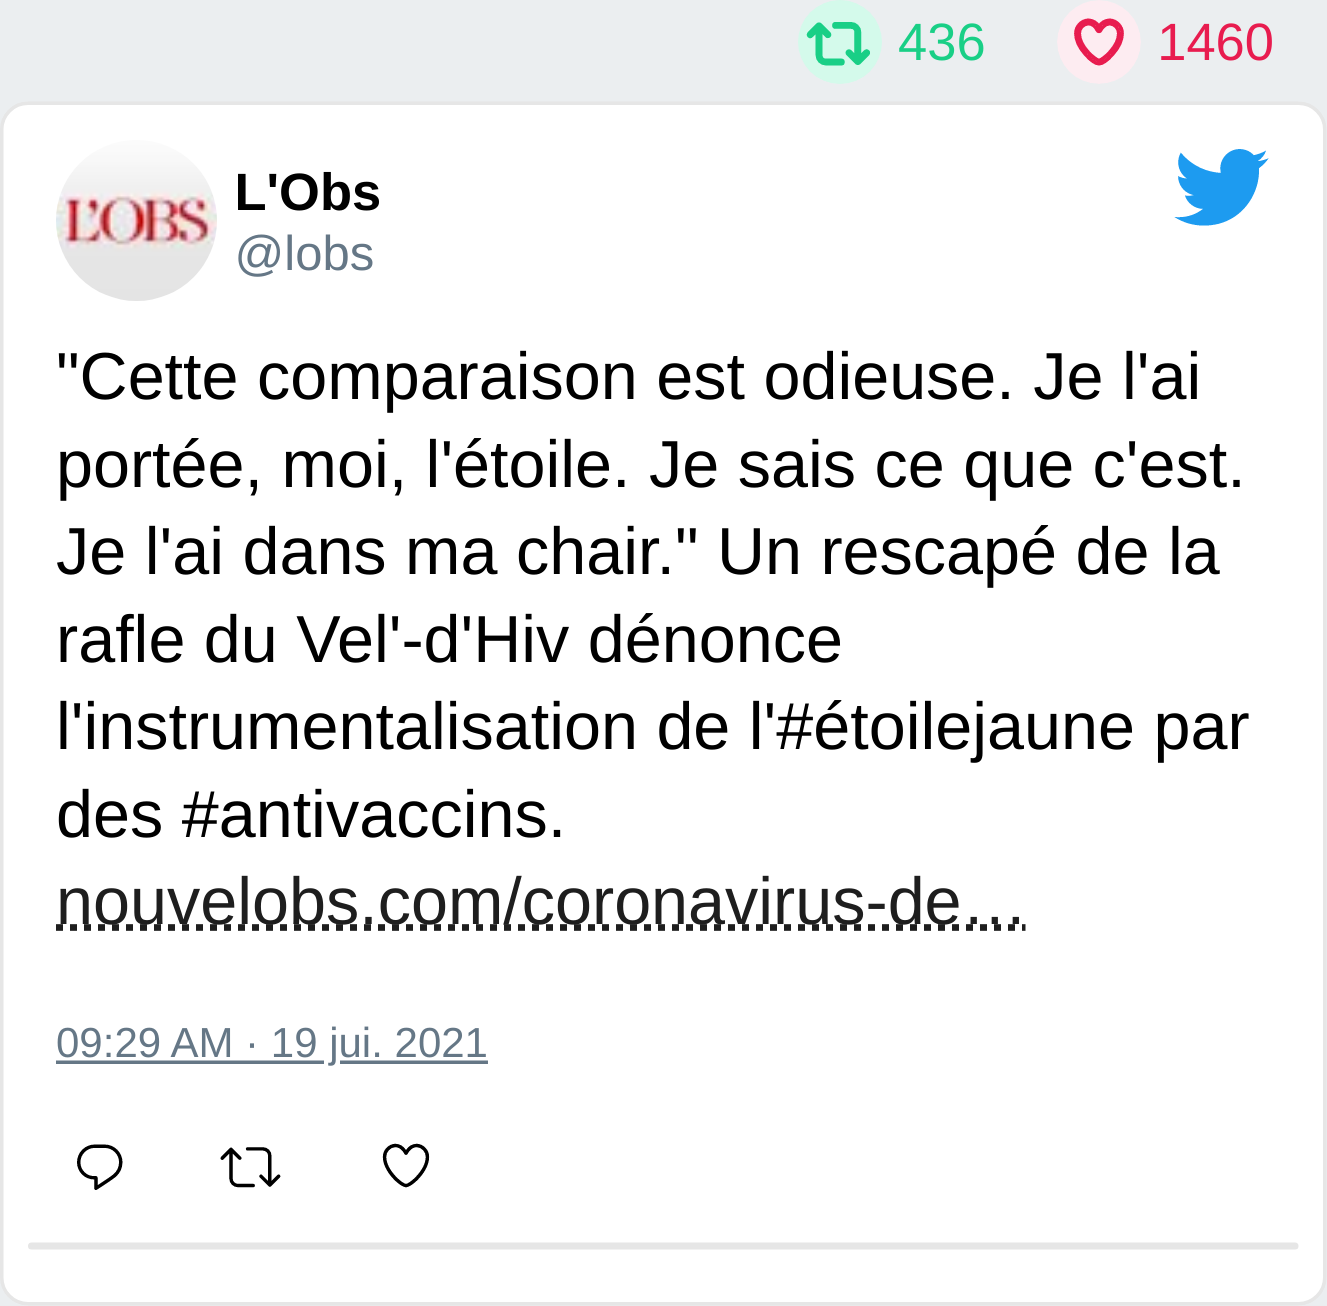 436 1460
L'OBS
L'Obs
@lobs
"Cette comparaison est odieuse. Je l'ai
portée, moi, l'étoile. Je sais ce que c'est.
Je l'ai dans ma chair." Un rescapé de la
rafle du Vel'-d'Hiv dénonce
l'instrumentalisation de l'#étoilejaune par
des #antivaccins.
nouvelobs.com/coronavirus-de…
09:29 AM · 19 jui. 2021